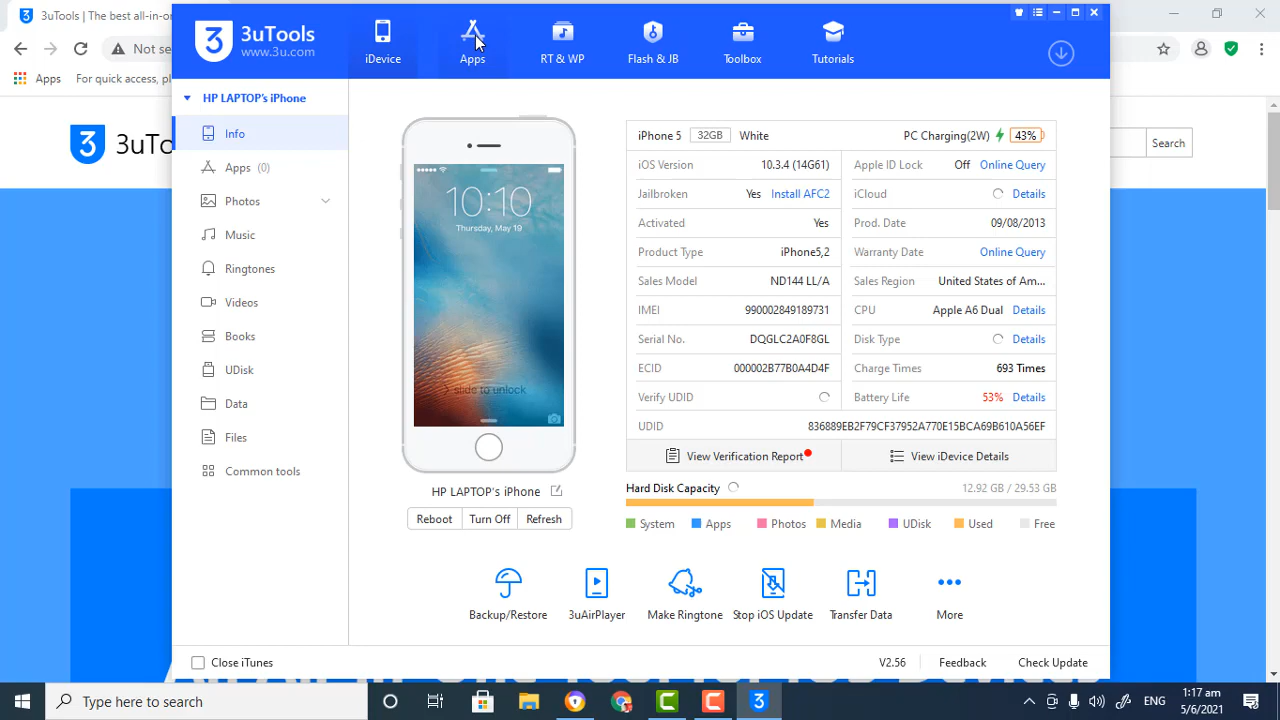 3uTools | The best all-in-o
Not se
Apps
For quick access, p
3uTo
Search
3
3uTools
www.3u.com
iDevice
Apps
RT & WP
Flash & JB
Toolbox
Tutorials
HP LAPTOP's iPhone
Info
Apps (0)
Photos
Music
Ringtones
Videos
Books
UDisk
Data
Files
Common tools
10:10
Thursday, May 19
> slide to unlock
HP LAPTOP's iPhone
Reboot Turn Off Refresh
iPhone 5 32GB White PC Charging(2W) 43%
iOS Version 10.3.4 (14G61) Apple ID Lock Off Online Query
Jailbroken Yes Install AFC2 iCloud Details
Activated Yes Prod. Date 09/08/2013
Product Type iPhone5,2 Warranty Date Online Query
Sales Model ND144 LL/A Sales Region United States of Am...
IMEI 990002849189731 CPU Apple A6 Dual Details
Serial No. DQGLC2A0F8GL Disk Type Details
ECID 000002B77B0A4D4F Charge Times 693 Times
Verify UDID Battery Life 53% Details
UDID 836889EB2F79CF37952A770E15BCA69B610A56EF
View Verification Report View iDevice Details
Hard Disk Capacity 12.92 GB / 29.53 GB
System Apps Photos Media UDisk Used Free
Backup/Restore 3uAirPlayer Make Ringtone Stop iOS Update Transfer Data More
Close iTunes V2.56 Feedback Check Update
Type here to search
ENG
1:17 am
5/6/2021